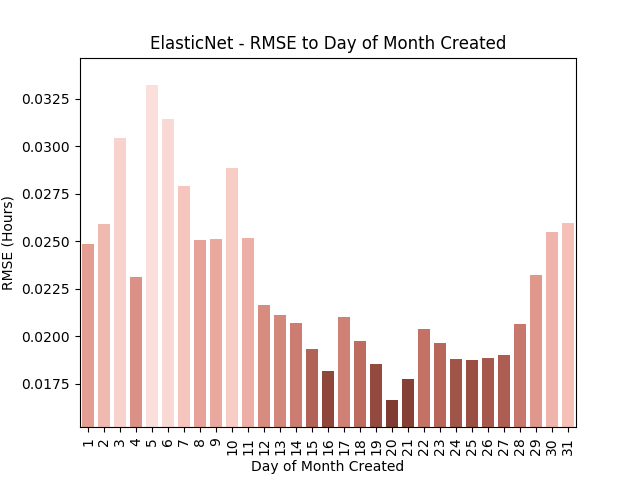 ElasticNet - RMSE to Day of Month Created
0.0325
0.0300
0.0275
0.0250
0.0225
0.0200
0.0175
RMSE (Hours)
1 2 3 4 5 6 7 8 9 10 11 12 13 14 15 16 17 18 19 20 21 22 23 24 25 26 27 28 29 30 31
Day of Month Created